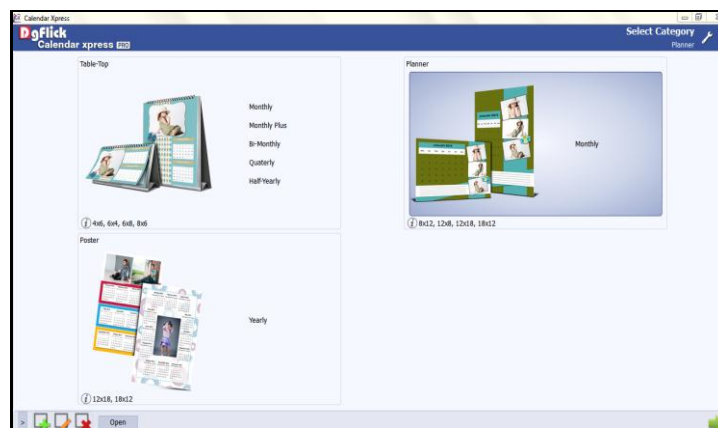 Calendar Xpress
DgFlick
Calendar xpress PRO
Select Category
Planner
Table-Top
Monthly
Monthly Plus
Bi-Monthly
Quaterly
Half-Yearly
4x6, 6x4, 6x8, 8x6
Planner
Monthly
8x12, 12x8, 12x18, 18x12
Poster
Yearly
12x18, 18x12
> Open